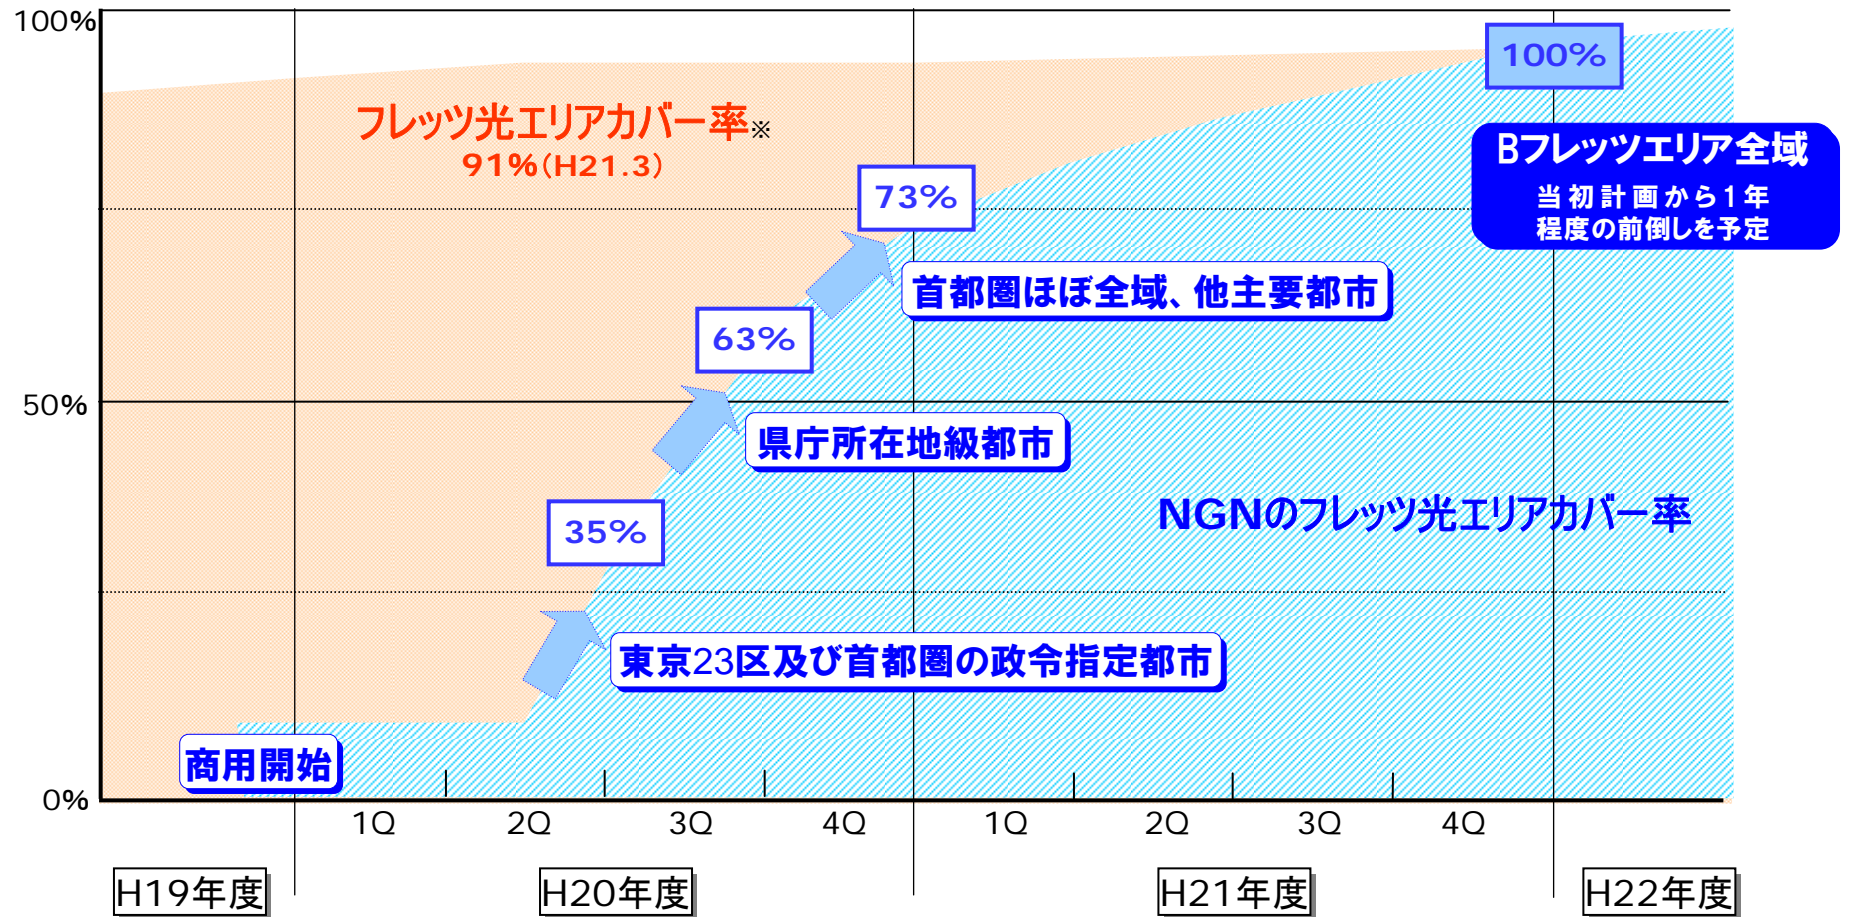 100%
100%
フレッツ光エリアカバー率※
91%(H21.3)
Bフレッツエリア全域
当初計画から1年
程度の前倒しを予定
73%
首都圏ほぼ全域、他主要都市
63%
50%
県庁所在地級都市
NGNのフレッツ光エリアカバー率
35%
東京23区及び首都圏の政令指定都市
商用開始
0%
1Q 2Q 3Q 4Q 1Q 2Q 3Q 4Q
H19年度 H20年度 H21年度 H22年度